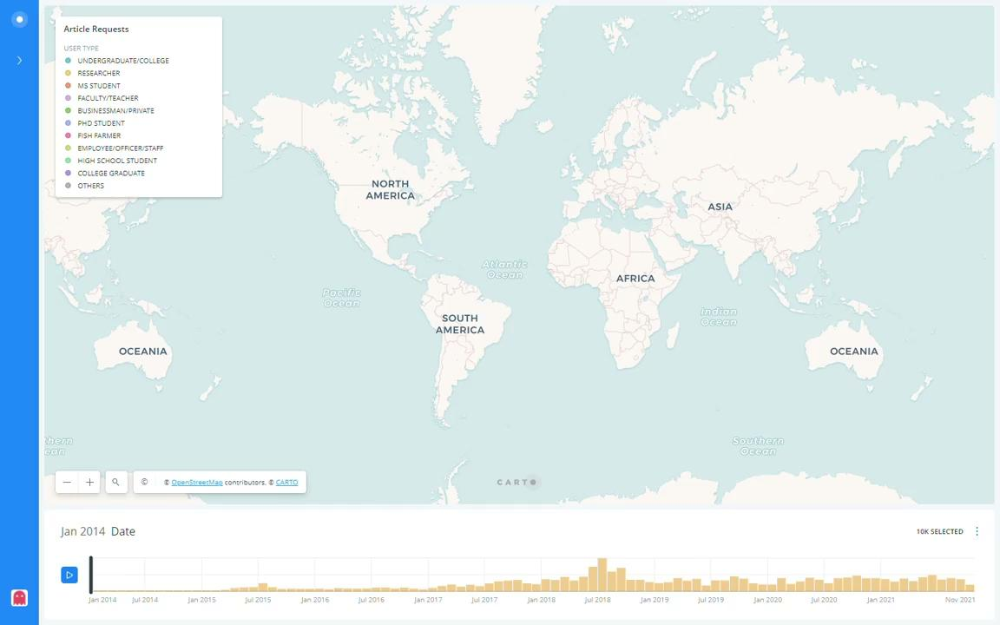 Article Requests
USER TYPE
UNDERGRADUATE/COLLEGE
RESEARCHER
MS STUDENT
FACULTY/TEACHER
BUSINESSMAN/PRIVATE
PHD STUDENT
FISH FARMER
EMPLOYEE/OFFICER/STAFF
HIGH SCHOOL STUDENT
COLLEGE GRADUATE
OTHERS
NORTH
AMERICA
ASIA
Atlantic
Ocean
AFRICA
Pacific
Ocean
Indian
Ocean
SOUTH
AMERICA
OCEANIA
OCEANIA
Southern
Ocean
hern
ean
© © OpenStreetMap contributors, © CARTO
CARTO
Jan 2014 Date
10K SELECTED
Jan 2014 Jul 2014 Jan 2015 Jul 2015 Jan 2016 Jul 2016 Jan 2017 Jul 2017 Jan 2018 Jul 2018 Jan 2019 Jul 2019 Jan 2020 Jul 2020 Jan 2021 Nov 2021